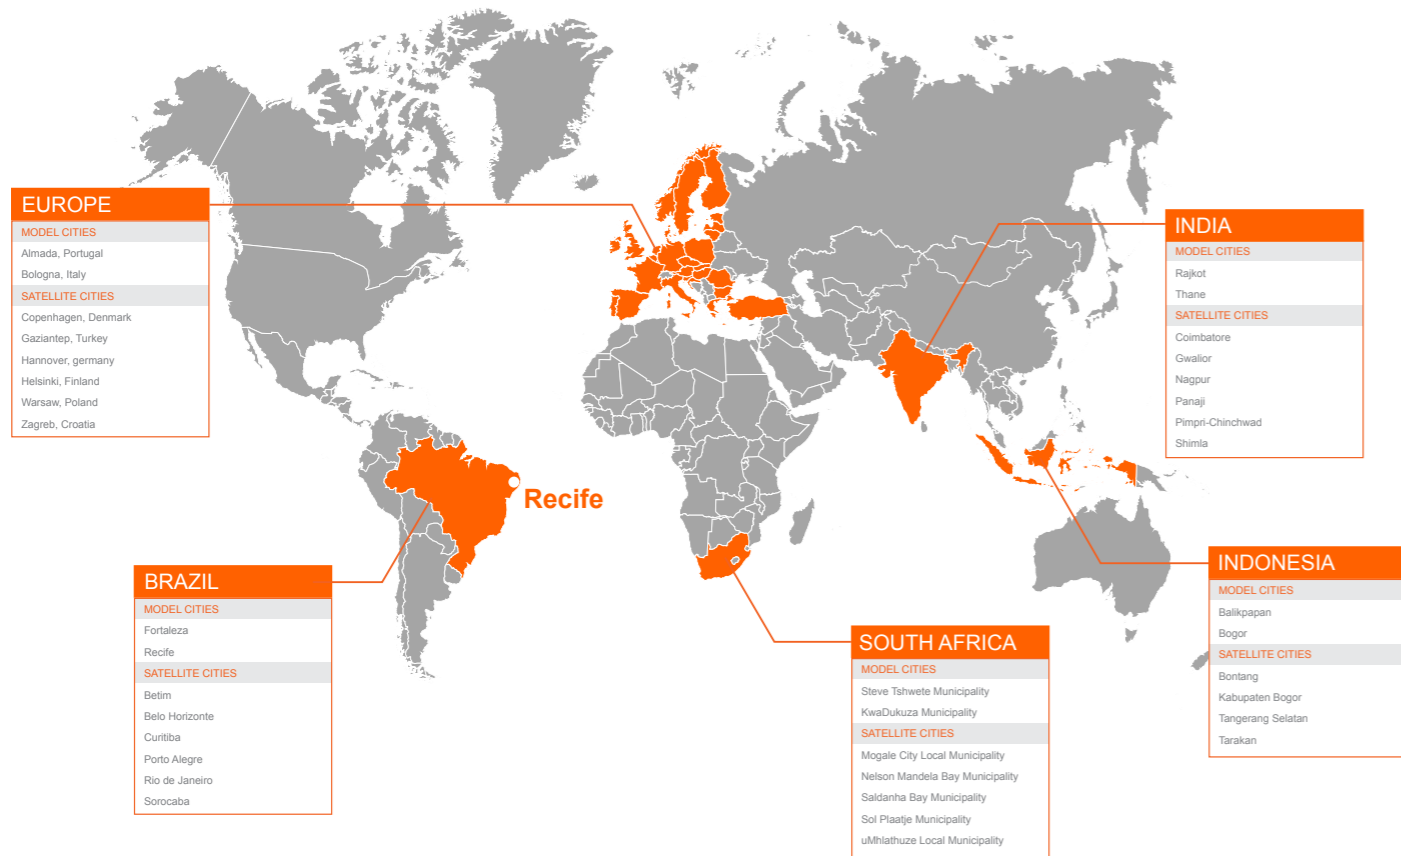 EUROPE
MODEL CITIES
Almada, Portugal
Bologna, Italy
SATELLITE CITIES
Copenhagen, Denmark
Gaziantep, Turkey
Hannover, germany
Helsinki, Finland
Warsaw, Poland
Zagreb, Croatia
INDIA
MODEL CITIES
Rajkot
Thane
SATELLITE CITIES
Coimbatore
Gwalior
Nagpur
Panaji
Pimpri-Chinchwad
Shimla
Recife
BRAZIL
MODEL CITIES
Fortaleza
Recife
SATELLITE CITIES
Betim
Belo Horizonte
Curitiba
Porto Alegre
Rio de Janeiro
Sorocaba
SOUTH AFRICA
MODEL CITIES
Steve Tshwete Municipality
KwaDukuza Municipality
SATELLITE CITIES
Mogale City Local Municipality
Nelson Mandela Bay Municipality
Saldanha Bay Municipality
Sol Plaatje Municipality
uMhlathuze Local Municipality
INDONESIA
MODEL CITIES
Balikpapan
Bogor
SATELLITE CITIES
Bontang
Kabupaten Bogor
Tangerang Selatan
Tarakan